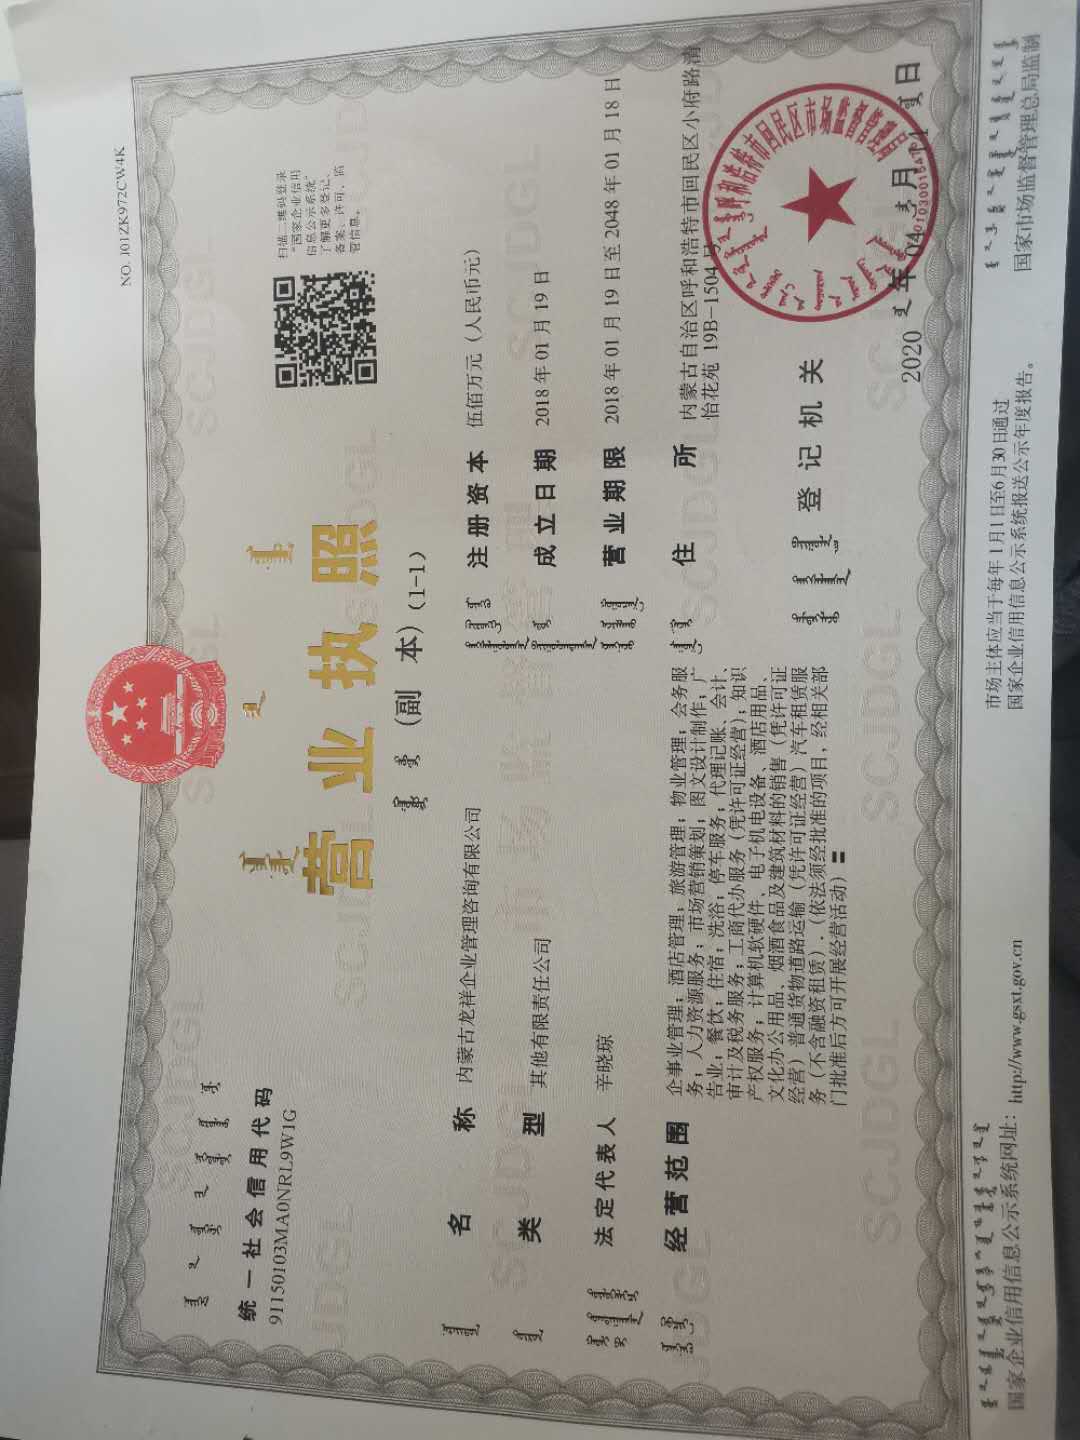 NO. J01ZK972CW4K
统一社会信用代码
91150103MA0NRL9W1G
扫描二维码登录
“国家企业信用
信息公示系统”
了解更多登记、
备案、许可、监
管信息。
营业执照
(副 本) (1-1)
名 称 内蒙古龙祥企业管理咨询有限公司
类 型 其他有限责任公司
法定代表人 辛晓琼
经营范围 企事业管理；酒店管理；旅游管理；物业管理；会务服
务；人力资源服务；市场营销策划；图文设计制作；广
告业；餐饮；住宿；洗浴；停车服务；代理记账、会计、
审计及税务服务；工商代办服务（凭许可证经营）；知识
产权服务；计算机软硬件、电子机电设备、酒店用品、
文化办公用品、烟酒食品及建筑材料的销售（凭许可证
经营）普通货物道路运输（凭许可证经营）汽车租赁服
务（不含融资租赁）.（依法须经批准的项目，经相关部
门批准后方可开展经营活动）〓
注册资本 伍佰万元（人民币元）
成立日期 2018年01月19日
营业期限 2018年01月19日至2048年01月18日
住 所 内蒙古自治区呼和浩特市回民区小府路清
怡花苑 19B-1504号
登记机关
呼和浩特市回民区市场监督管理局
2020 年 04 月 日
国家企业信用信息公示系统网址： http://www.gsxt.gov.cn
市场主体应当于每年1月1日至6月30日通过
国家企业信用信息公示系统报送公示年度报告。
国家市场监督管理总局监制